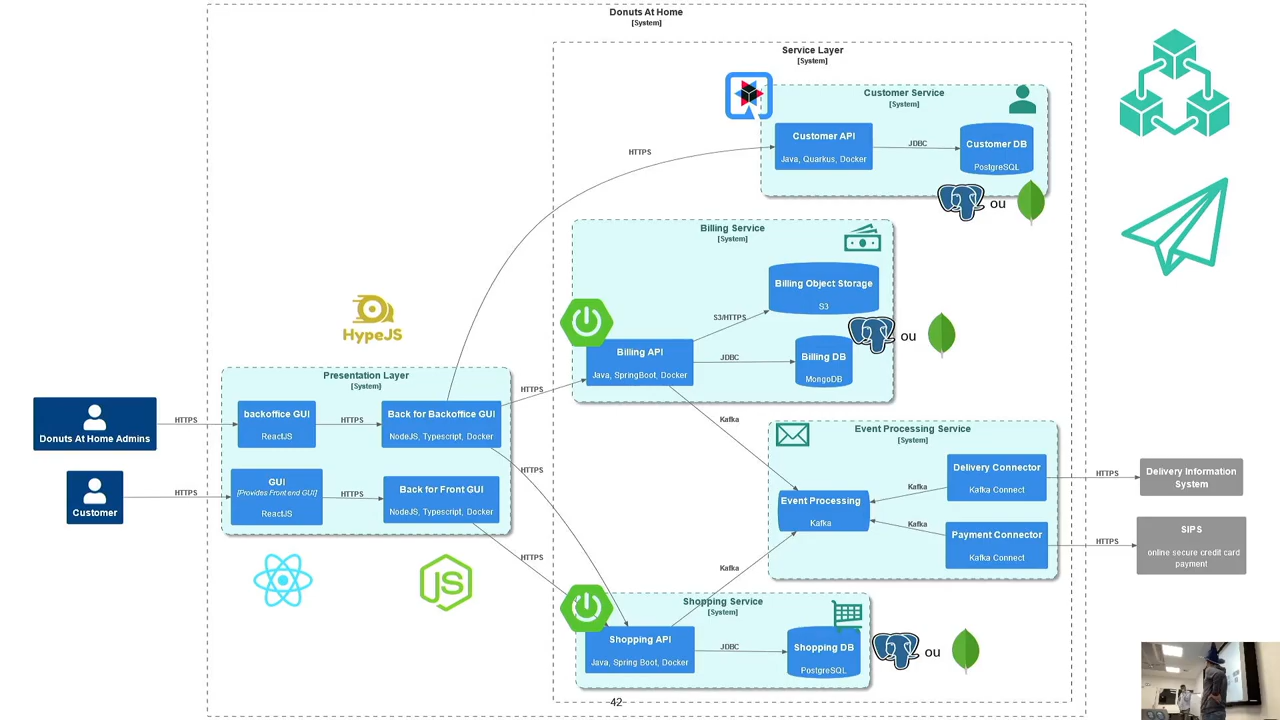 Donuts At Home
[System]
Service Layer
[System]
Customer Service
[System]
Customer API
Java, Quarkus, Docker
JDBC
Customer DB
PostgreSQL
HTTPS
ou
Billing Service
[System]
Billing Object Storage
S3
S3/HTTPS
ou
Billing API
Java, SpringBoot, Docker
JDBC
Billing DB
MongoDB
HypeJS
Presentation Layer
[System]
HTTPS
Donuts At Home Admins
HTTPS
backoffice GUI
ReactJS
HTTPS
Back for Backoffice GUI
NodeJS, Typescript, Docker
Kafka
Event Processing Service
[System]
HTTPS
Customer
HTTPS
GUI
[Provides Front end GUI]
ReactJS
HTTPS
Back for Front GUI
NodeJS, Typescript, Docker
Event Processing
Kafka
Kafka
Delivery Connector
Kafka Connect
HTTPS
Delivery Information
System
Kafka
Payment Connector
Kafka Connect
HTTPS
SIPS
online secure credit card
payment
HTTPS
Kafka
JS
Shopping Service
[System]
Shopping API
Java, Spring Boot, Docker
JDBC
Shopping DB
PostgreSQL
ou
42